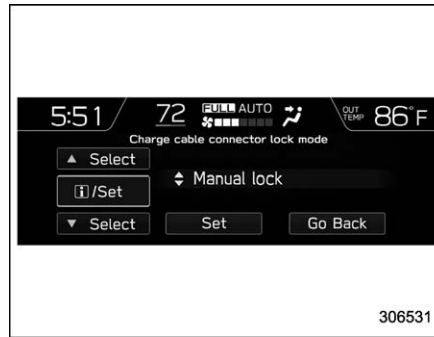 5:51 72 FULL AUTO OUT TEMP 86°F
Charge cable connector lock mode
▲ Select
i/Set
Manual lock
▼ Select Set Go Back
306531